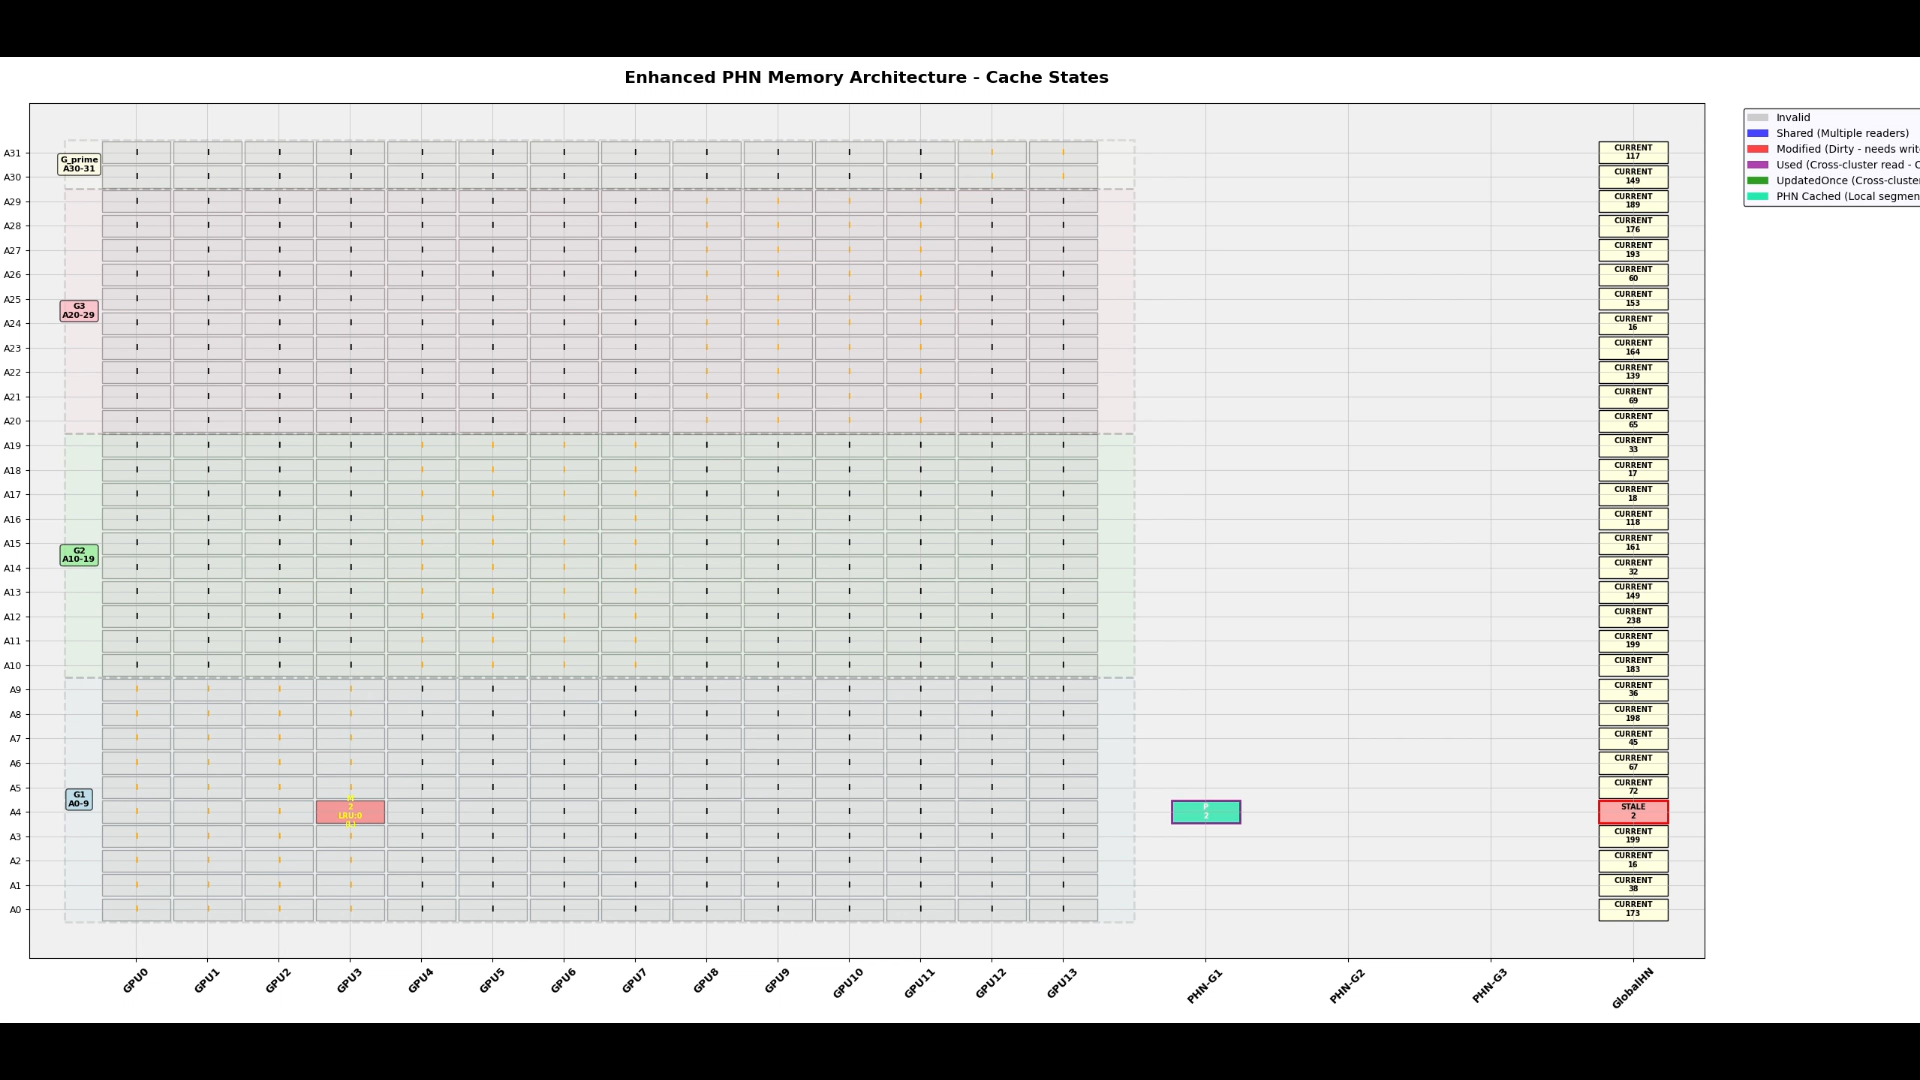 Enhanced PHN Memory Architecture - Cache States
Invalid
Shared (Multiple readers)
Modified (Dirty - needs writ
Used (Cross-cluster read - C
UpdatedOnce (Cross-cluster
PHN Cached (Local segmen
G_prime
A30-31
G3
A20-29
G2
A10-19
G1
A0-9
A31
CURRENT
117
A30
CURRENT
149
A29
CURRENT
189
A28
CURRENT
176
A27
CURRENT
193
A26
CURRENT
60
A25
CURRENT
153
A24
CURRENT
16
A23
CURRENT
164
A22
CURRENT
139
A21
CURRENT
69
A20
CURRENT
65
A19
CURRENT
33
A18
CURRENT
17
A17
CURRENT
18
A16
CURRENT
118
A15
CURRENT
161
A14
CURRENT
32
A13
CURRENT
149
A12
CURRENT
238
A11
CURRENT
199
A10
CURRENT
183
A9
CURRENT
36
A8
CURRENT
198
A7
CURRENT
45
A6
CURRENT
67
A5
CURRENT
72
A4
2
LRU:0
P
2
STALE
2
A3
CURRENT
199
A2
CURRENT
16
A1
CURRENT
38
A0
CURRENT
173
GPU0
GPU1
GPU2
GPU3
GPU4
GPU5
GPU6
GPU7
GPU8
GPU9
GPU10
GPU11
GPU12
GPU13
PHN-G1
PHN-G2
PHN-G3
GlobalHN